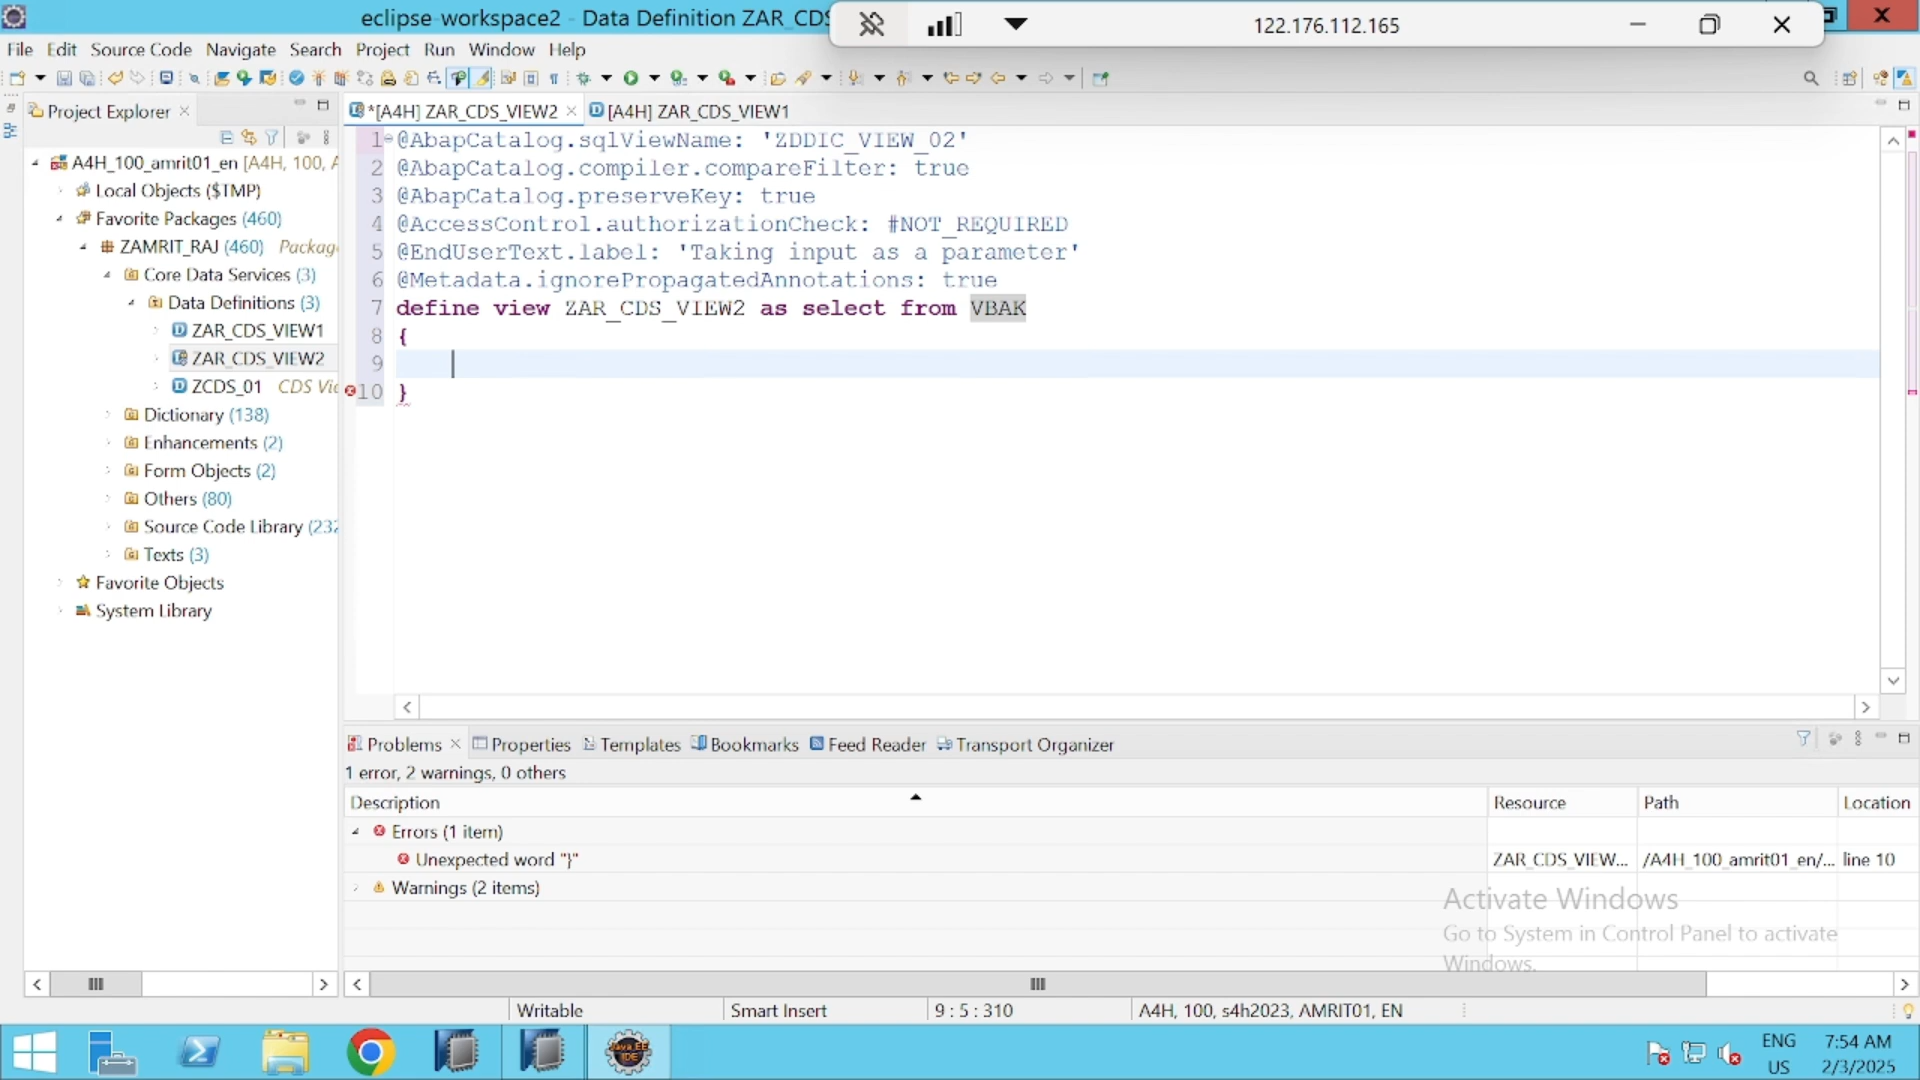 eclipse-workspace2 - Data Definition ZAR_CDS
122.176.112.165
File Edit Source Code Navigate Search Project Run Window Help
Project Explorer
*[A4H] ZAR_CDS_VIEW2
[A4H] ZAR_CDS_VIEW1
A4H_100_amrit01_en [A4H, 100, A
Local Objects ($TMP)
Favorite Packages (460)
ZAMRIT_RAJ (460) Package
Core Data Services (3)
Data Definitions (3)
ZAR_CDS_VIEW1
ZAR_CDS_VIEW2
ZCDS_01 CDS Vie
Dictionary (138)
Enhancements (2)
Form Objects (2)
Others (80)
Source Code Library (232
Texts (3)
Favorite Objects
System Library
1 @AbapCatalog.sqlViewName: 'ZDDIC_VIEW_02'
2 @AbapCatalog.compiler.compareFilter: true
3 @AbapCatalog.preserveKey: true
4 @AccessControl.authorizationCheck: #NOT_REQUIRED
5 @EndUserText.label: 'Taking input as a parameter'
6 @Metadata.ignorePropagatedAnnotations: true
7 define view ZAR_CDS_VIEW2 as select from VBAK
8 {
9
10 }
Problems Properties Templates Bookmarks Feed Reader Transport Organizer
1 error, 2 warnings, 0 others
Description Resource Path Location
Errors (1 item)
Unexpected word "}" ZAR_CDS_VIEW... /A4H_100_amrit01_en/... line 10
Warnings (2 items)
Activate Windows
Go to System in Control Panel to activate
Windows.
Writable Smart Insert 9 : 5 : 310 A4H, 100, s4h2023, AMRIT01, EN
Java EE
IDE
ENG
US
7:54 AM
2/3/2025